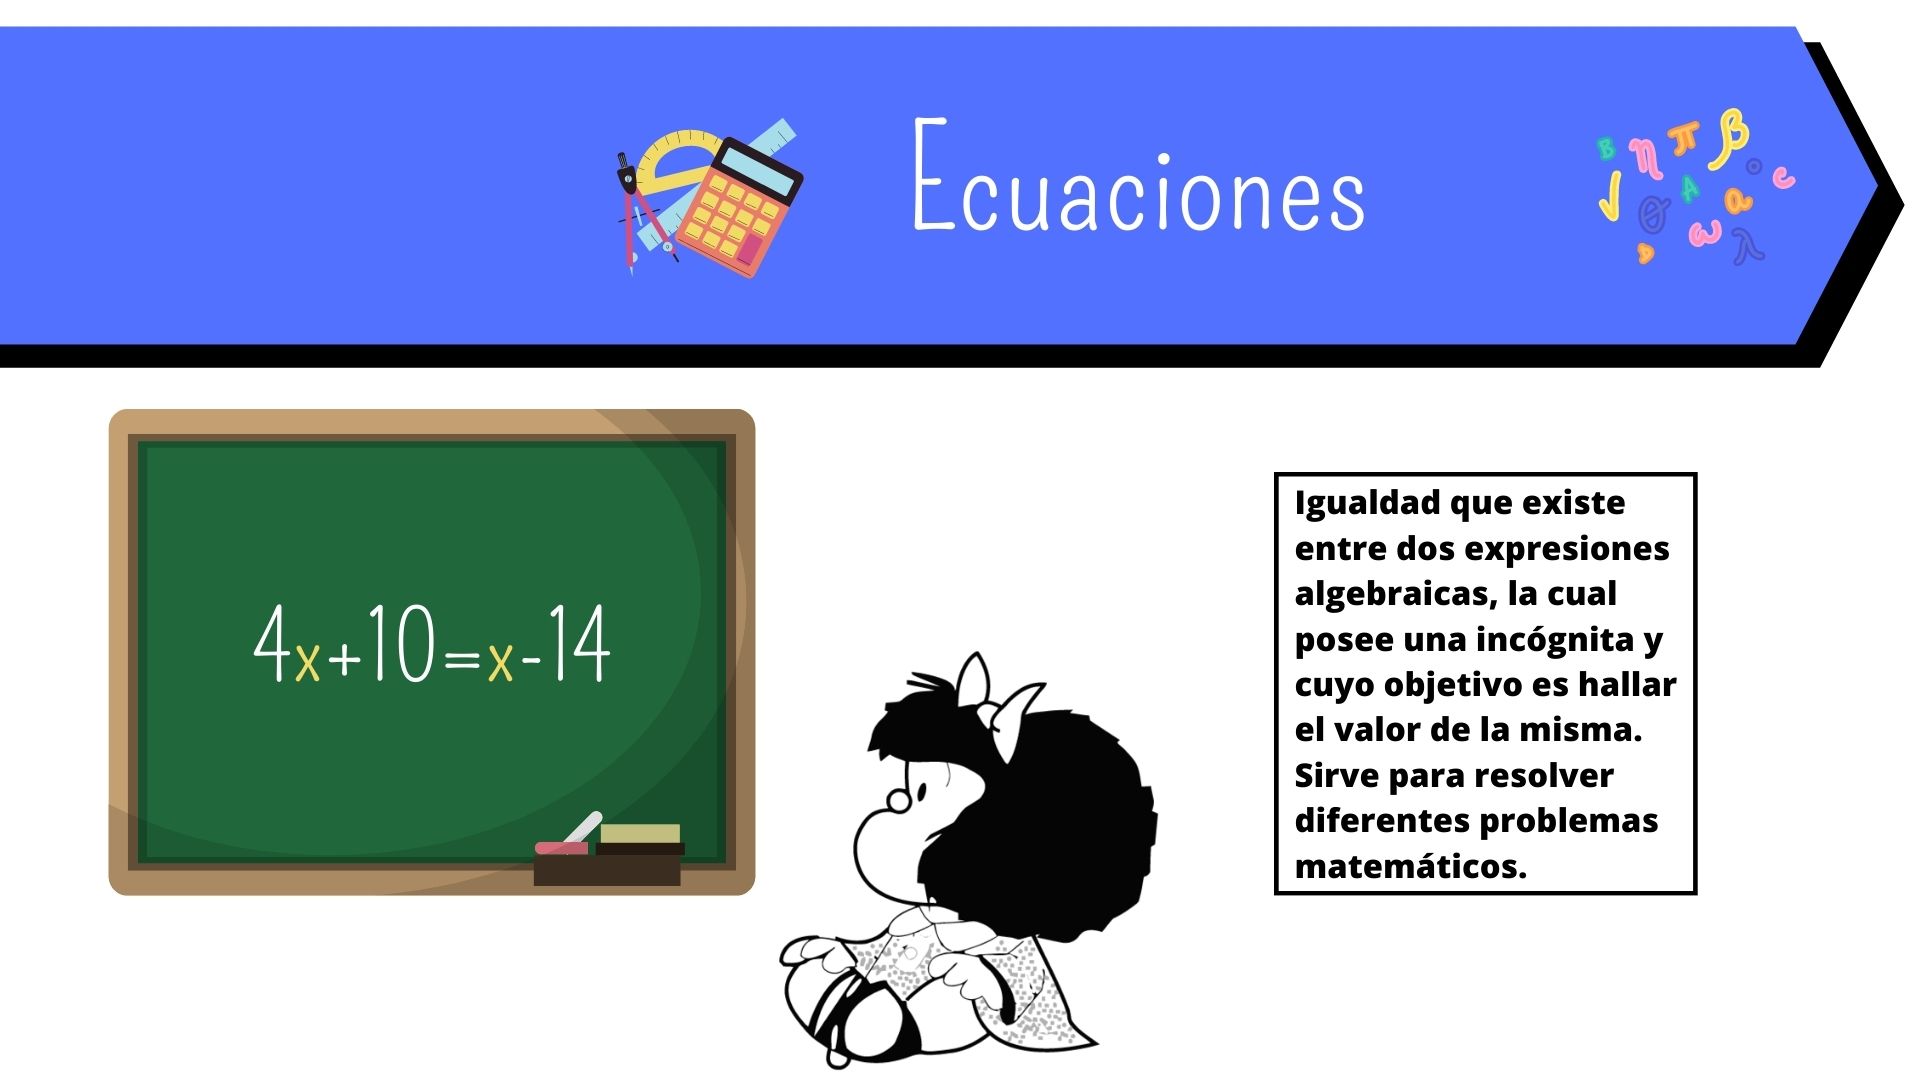 Ecuaciones
4x+10=x-14
Igualdad que existe
entre dos expresiones
algebraicas, la cual
posee una incógnita y
cuyo objetivo es hallar
el valor de la misma.
Sirve para resolver
diferentes problemas
matemáticos.